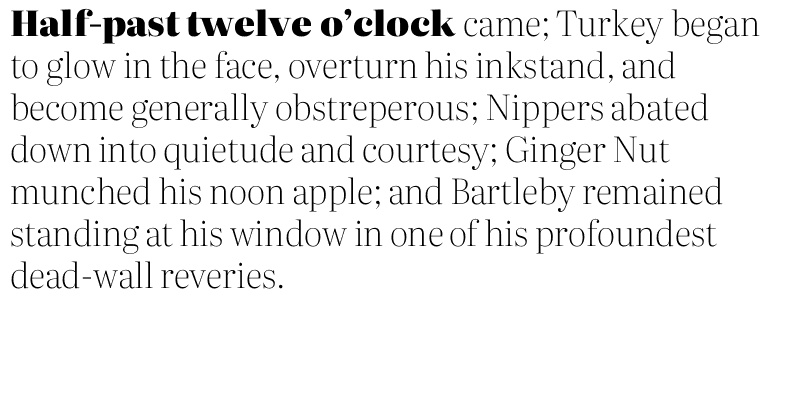 Half-past twelve o’clock came; Turkey began
to glow in the face, overturn his inkstand, and
become generally obstreperous; Nippers abated
down into quietude and courtesy; Ginger Nut
munched his noon apple; and Bartleby remained
standing at his window in one of his profoundest
dead-wall reveries.